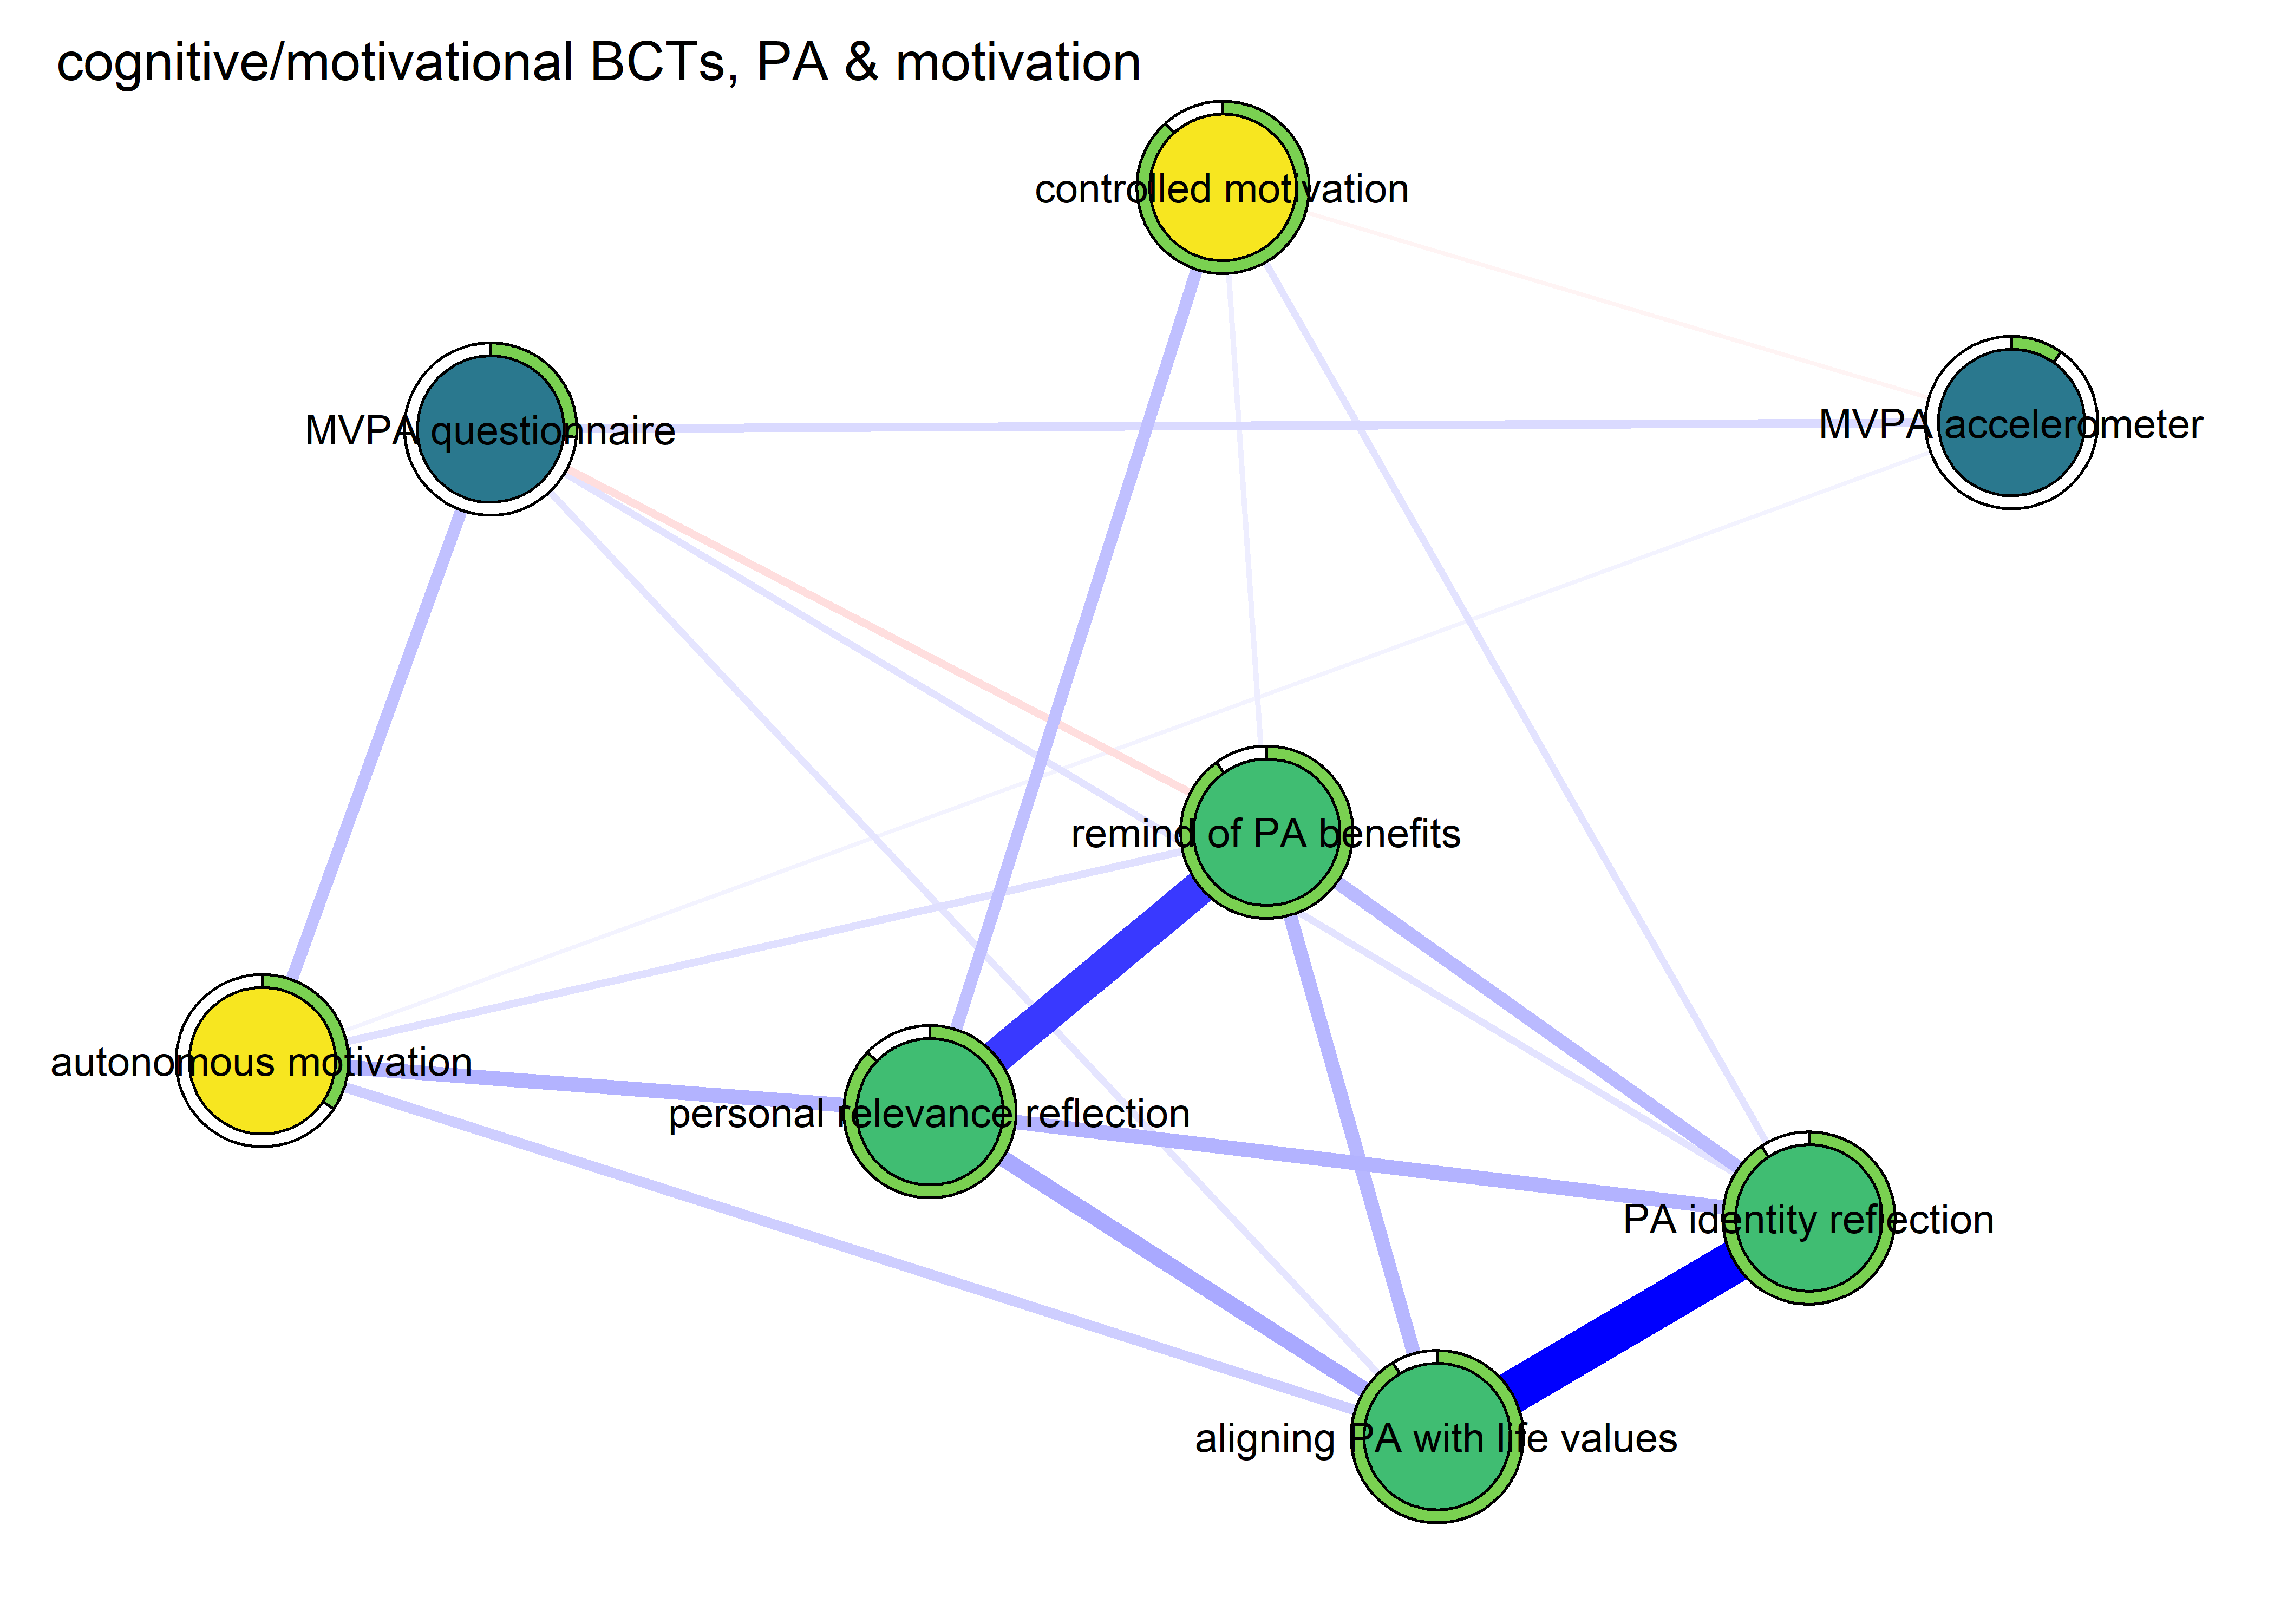 cognitive/motivational BCTs, PA & motivation
controlled motivation
MVPA questionnaire
MVPA accelerometer
remind of PA benefits
autonomous motivation
personal relevance reflection
PA identity reflection
aligning PA with life values